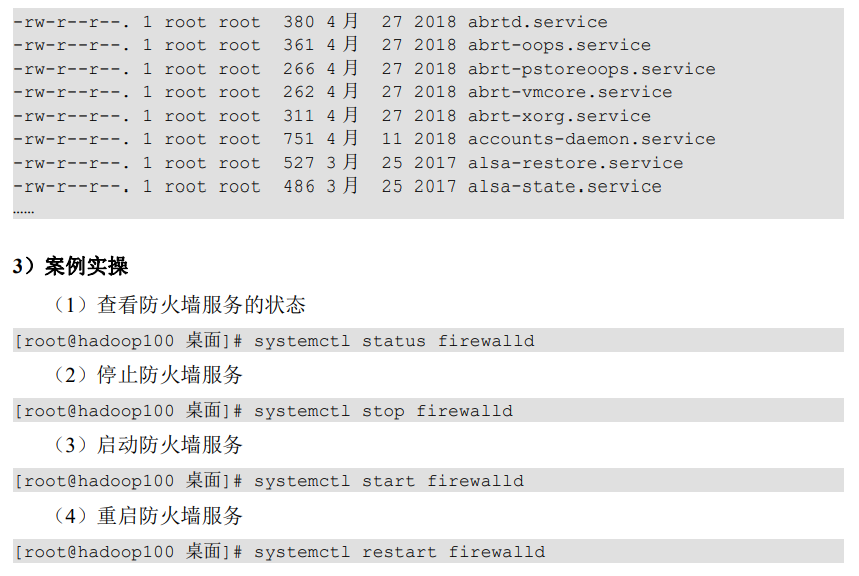 -rw-r--r--. 1 root root  380 4 月  27 2018 abrtd.service
-rw-r--r--. 1 root root  361 4 月  27 2018 abrt-oops.service
-rw-r--r--. 1 root root  266 4 月  27 2018 abrt-pstoreoops.service
-rw-r--r--. 1 root root  262 4 月  27 2018 abrt-vmcore.service
-rw-r--r--. 1 root root  311 4 月  27 2018 abrt-xorg.service
-rw-r--r--. 1 root root  751 4 月  11 2018 accounts-daemon.service
-rw-r--r--. 1 root root  527 3 月  25 2017 alsa-restore.service
-rw-r--r--. 1 root root  486 3 月  25 2017 alsa-state.service
……
3）案例实操
（1）查看防火墙服务的状态
[root@hadoop100 桌面]# systemctl status firewalld
（2）停止防火墙服务
[root@hadoop100 桌面]# systemctl stop firewalld
（3）启动防火墙服务
[root@hadoop100 桌面]# systemctl start firewalld
（4）重启防火墙服务
[root@hadoop100 桌面]# systemctl restart firewalld